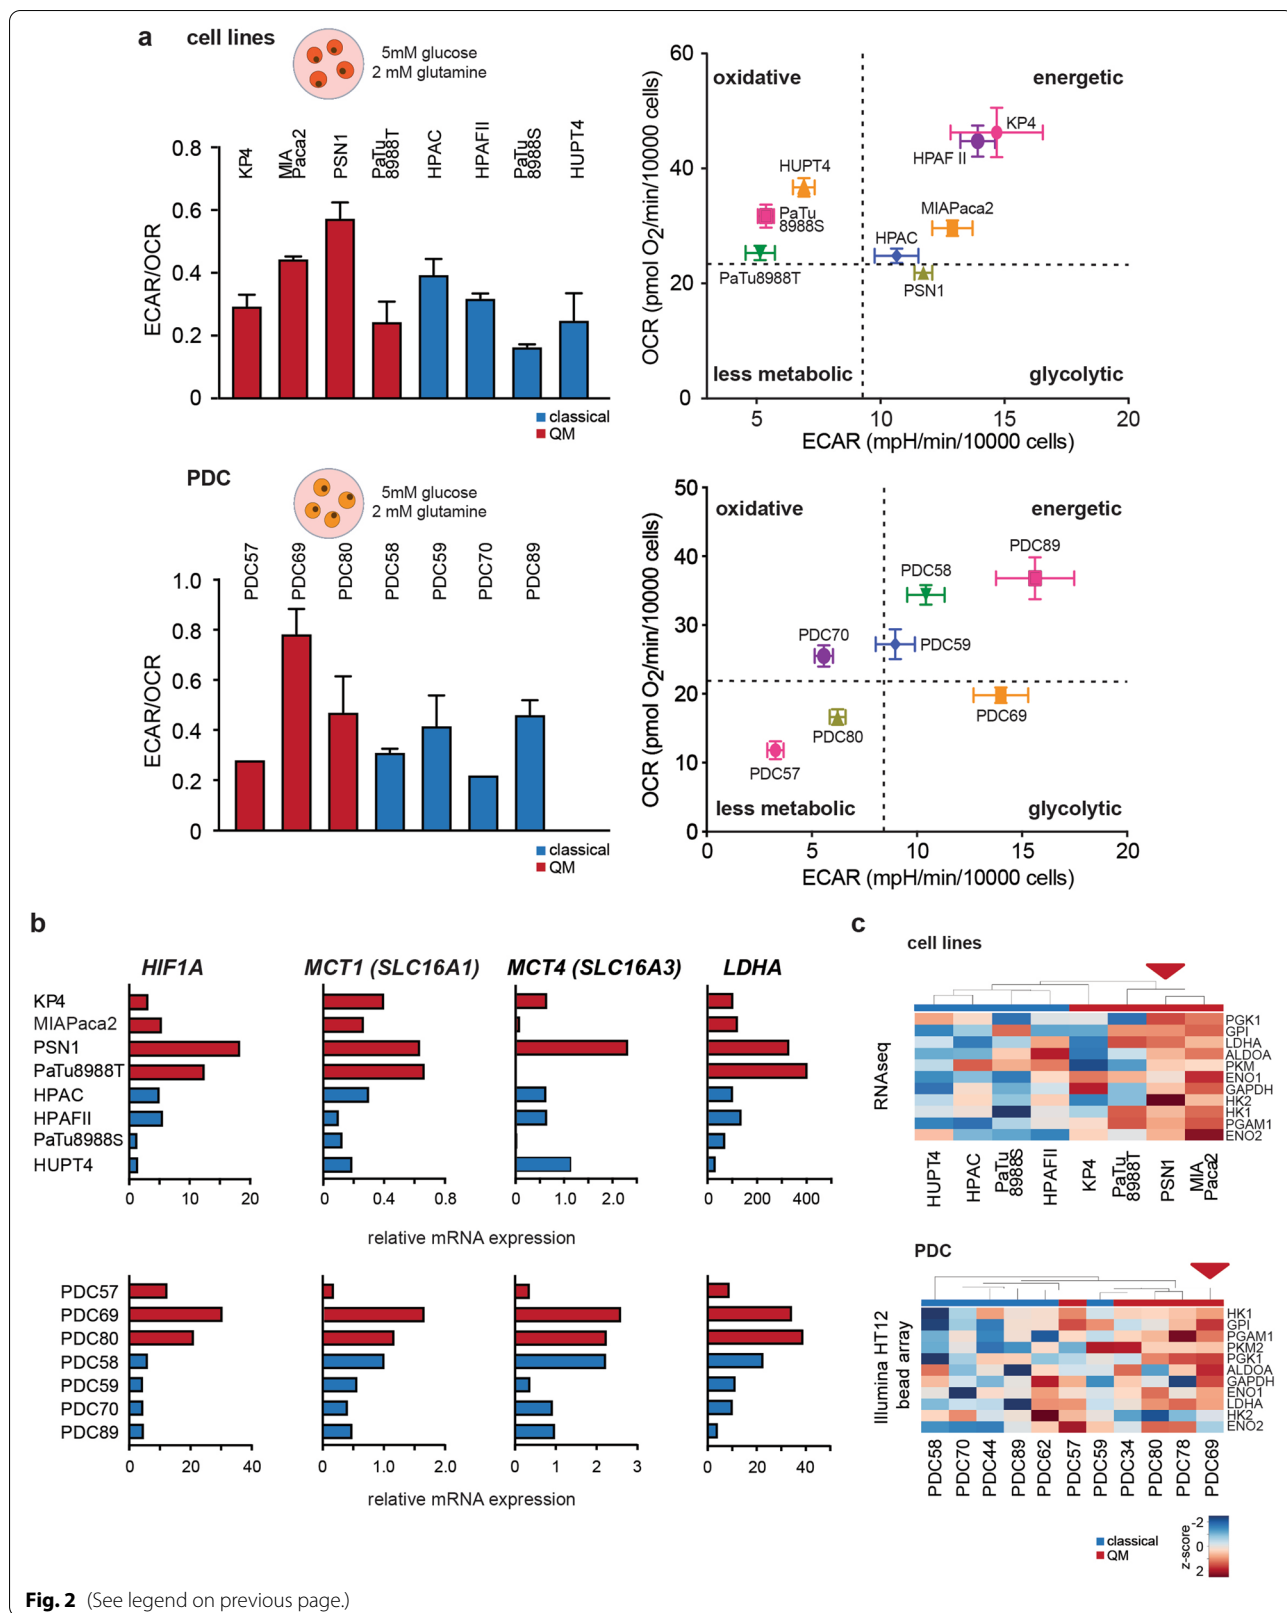 a
cell lines
5mM glucose
2 mM glutamine
KP4
MIA
Paca2
PSN1
PaTu
8988T
HPAC
HPAFII
PaTu
8988S
HUPT4
ECAR/OCR
0.8
0.6
0.4
0.2
0
classical
QM
OCR (pmol O2/min/10000 cells)
60
40
20
0
oxidative
energetic
KP4
HPAF II
HUPT4
PaTu
8988S
MIAPaca2
HPAC
PaTu8988T
PSN1
less metabolic
glycolytic
5
10
15
20
ECAR (mpH/min/10000 cells)
PDC
5mM glucose
2 mM glutamine
PDC57
PDC69
PDC80
PDC58
PDC59
PDC70
PDC89
ECAR/OCR
1.0
0.8
0.6
0.4
0.2
0
classical
QM
OCR (pmol O2/min/10000 cells)
50
40
30
20
10
0
oxidative
energetic
PDC89
PDC58
PDC70
PDC59
PDC69
PDC80
PDC57
less metabolic
glycolytic
0
5
10
15
20
ECAR (mpH/min/10000 cells)
b
HIF1A
MCT1 (SLC16A1)
MCT4 (SLC16A3)
LDHA
KP4
MIAPaca2
PSN1
PaTu8988T
HPAC
HPAFII
PaTu8988S
HUPT4
0 10 20
0 0.4 0.8
0 1.0 2.0
0 200 400
relative mRNA expression
PDC57
PDC69
PDC80
PDC58
PDC59
PDC70
PDC89
0 20 40
0 1.0 2.0
0 1 2 3
0 20 40
relative mRNA expression
c
cell lines
RNAseq
PGK1
GPI
LDHA
ALDOA
PKM
ENO1
GAPDH
HK2
HK1
PGAM1
ENO2
HUPT4
HPAC
PaTu
8988S
HPAFII
KP4
PaTu
8988T
PSN1
MIA
Paca2
PDC
Illumina HT12
bead array
HK1
GPI
PGAM1
PKM2
PGK1
ALDOA
GAPDH
ENO1
LDHA
HK2
ENO2
PDC58
PDC70
PDC44
PDC89
PDC62
PDC57
PDC59
PDC34
PDC80
PDC78
PDC69
classical
QM
z-score
-2
0
2
Fig. 2 (See legend on previous page.)